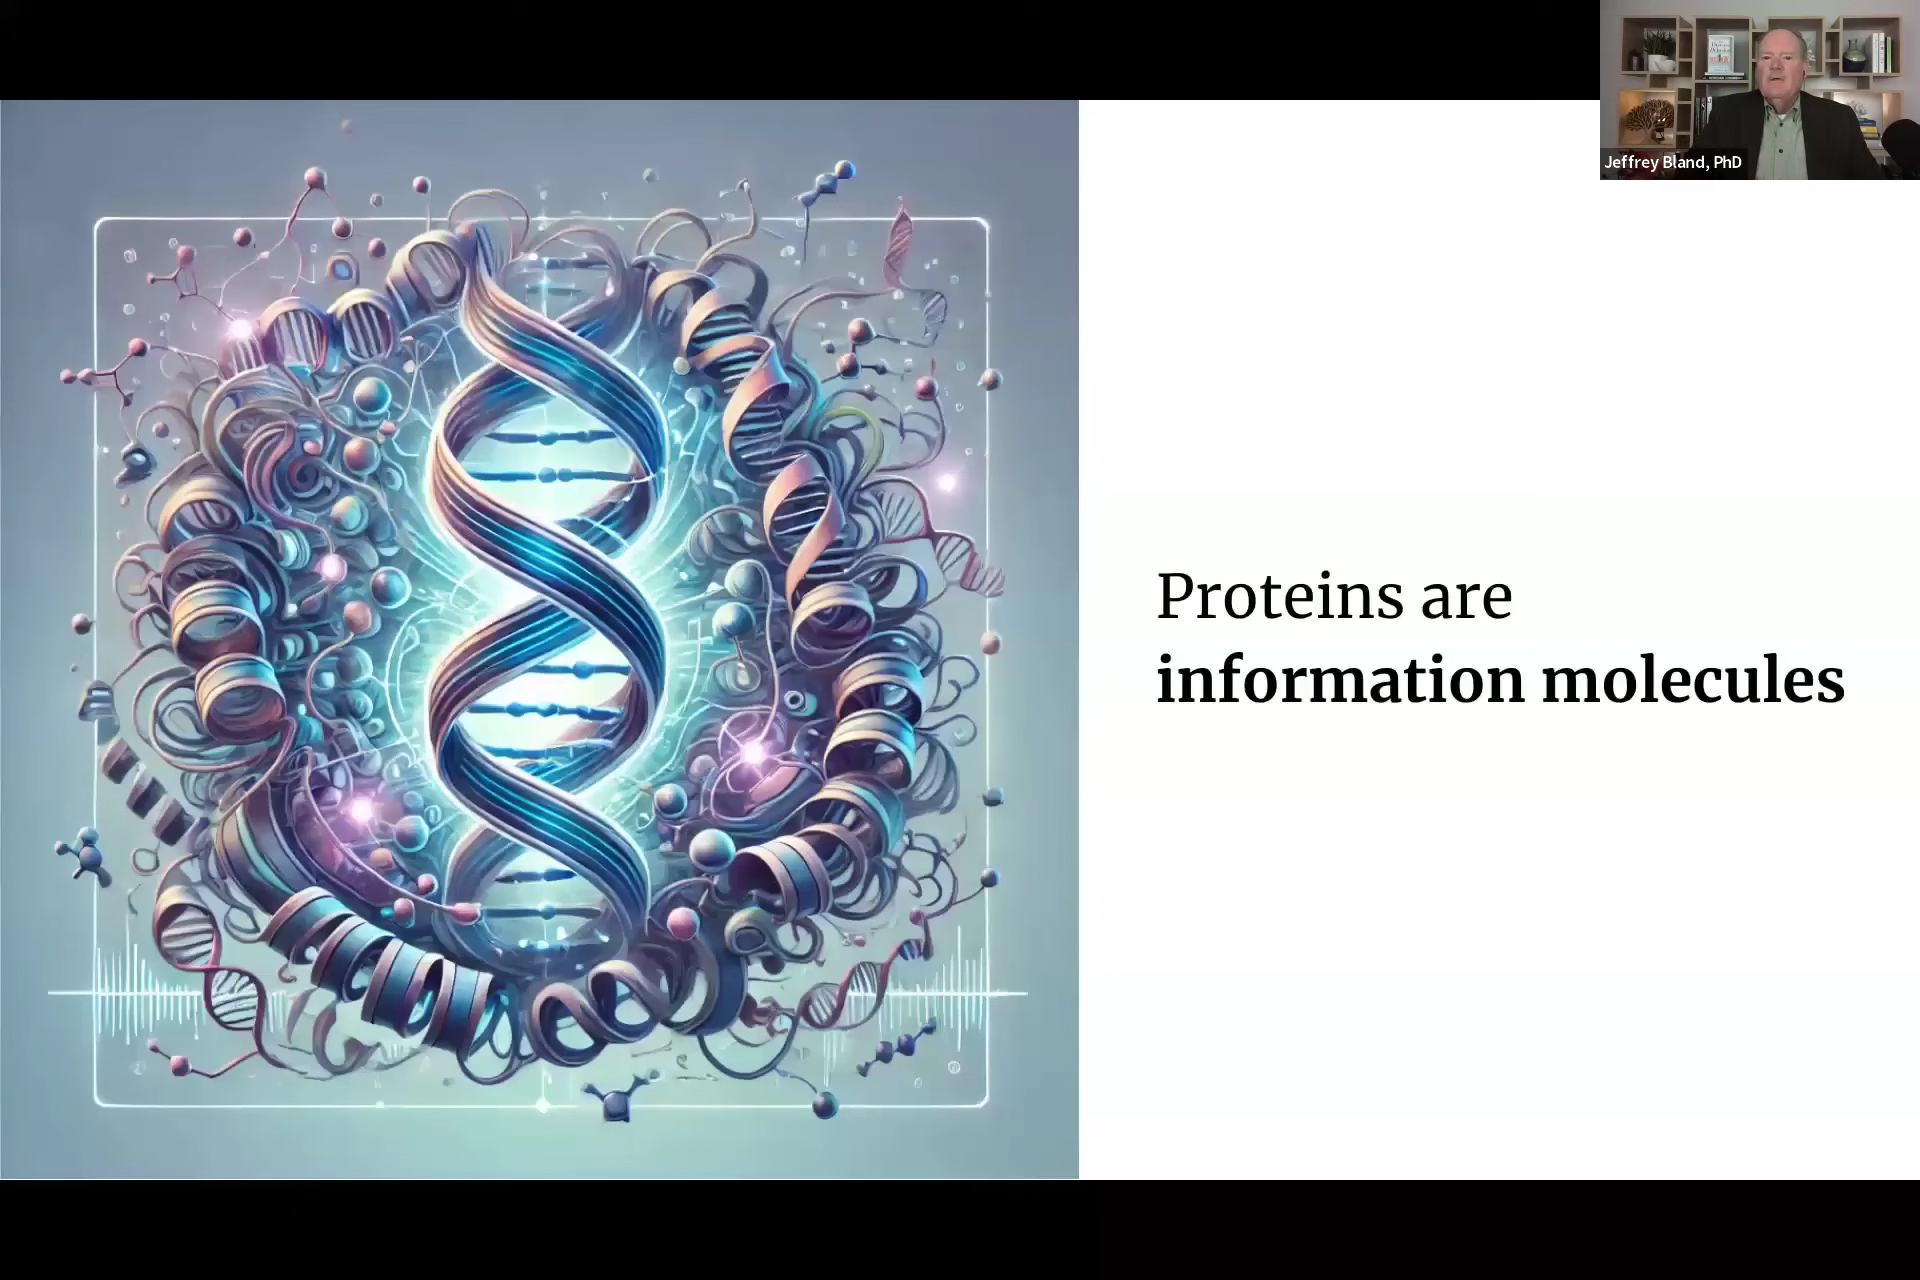 Jeffrey Bland, PhD
Proteins are
information molecules